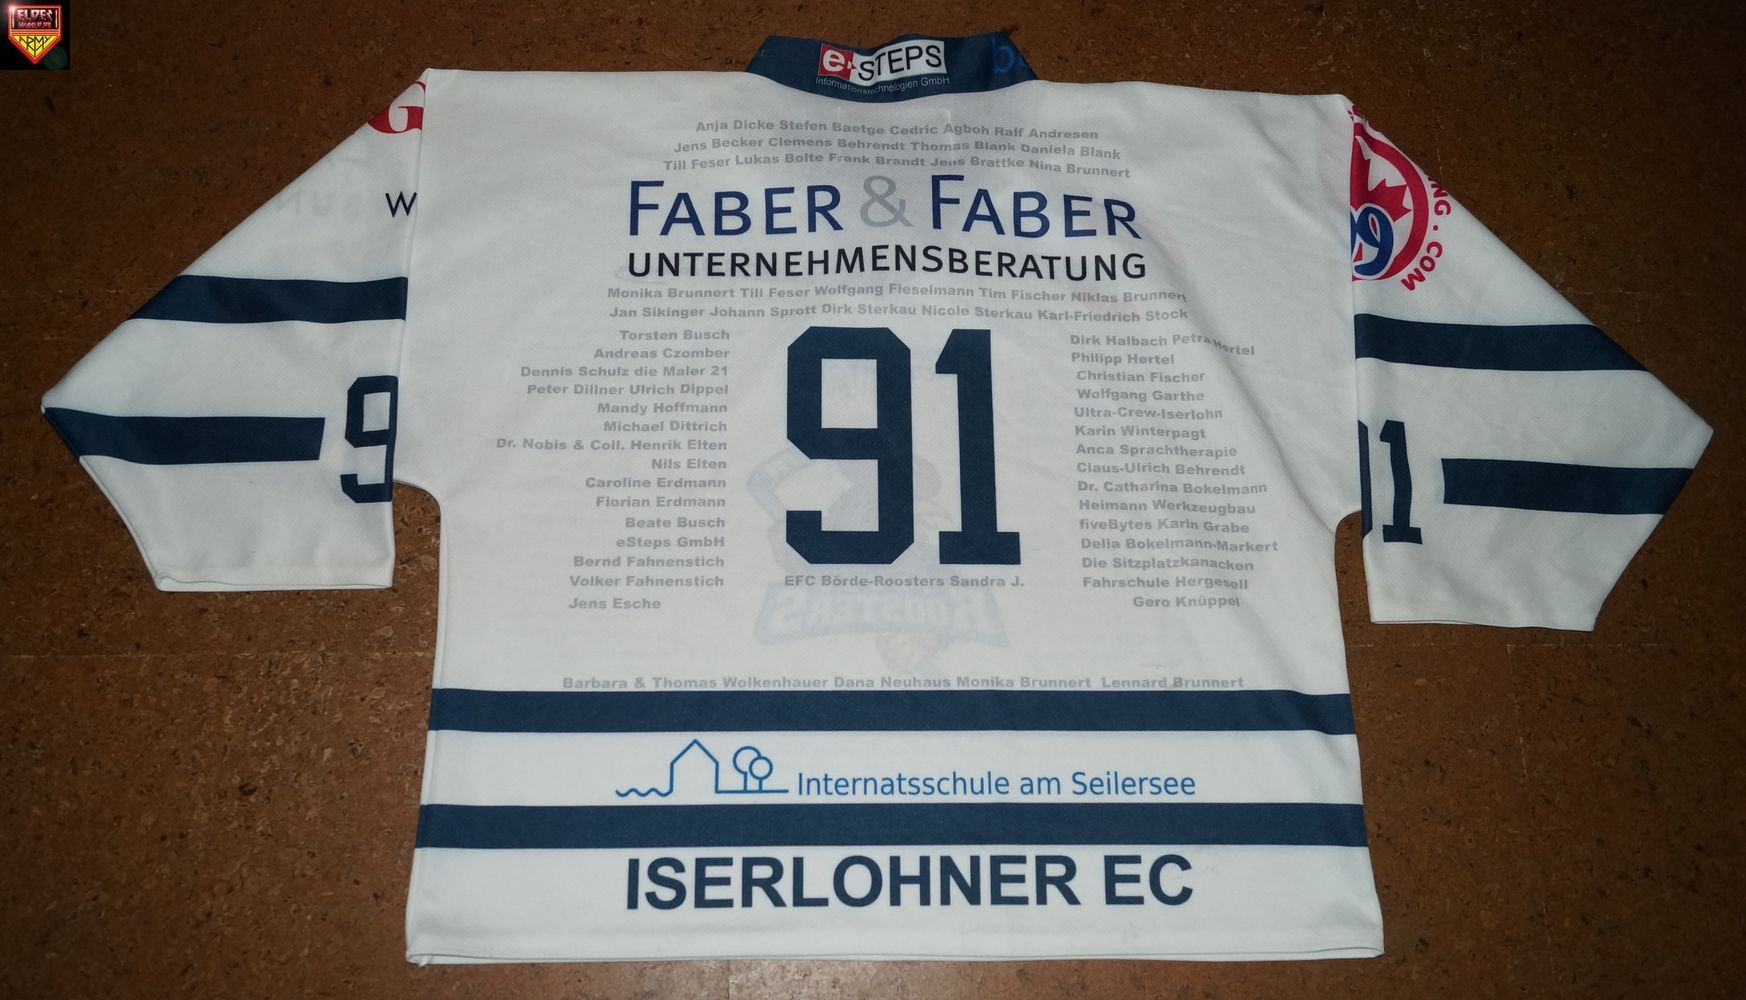 e-STEPS
Informationstechnologien GmbH
Anja Dicke Stefen Baetge Cedric Agboh Ralf Andresen
Jens Becker Clemens Behrendt Thomas Blank Daniela Blank
Till Feser Lukas Bolte Frank Brandt Jens Brattke Nina Brunnert
FABER & FABER
UNTERNEHMENSBERATUNG
Monika Brunnert Till Feser Wolfgang Fieselmann Tim Fischer Niklas Brunnert
Jan Sikinger Johann Sprott Dirk Sterkau Nicole Sterkau Karl-Friedrich Stock
Torsten Busch
Andreas Czomber
Dennis Schulz die Maler 21
Peter Dillner Ulrich Dippel
Mandy Hoffmann
Michael Dittrich
Dr. Nobis & Coll. Henrik Elten
Nils Elten
Caroline Erdmann
Florian Erdmann
Beate Busch
eSteps GmbH
Bernd Fahnenstich
Volker Fahnenstich
Jens Esche
91
EFC Börde-Roosters Sandra J.
Dirk Halbach Petra Hertel
Philipp Hertel
Christian Fischer
Wolfgang Garthe
Ultra-Crew-Iserlohn
Karin Winterpagt
Anca Sprachtherapie
Claus-Ulrich Behrendt
Dr. Catharina Bokelmann
Heimann Werkzeugbau
fiveBytes Karin Grabe
Delia Bokelmann-Markert
Die Sitzplatzkanacken
Fahrschule Hergesell
Gero Knüppel
ROOSTERS
Barbara & Thomas Wolkenhauer Dana Neuhaus Monika Brunnert Lennard Brunnert
Internatsschule am Seilersee
ISERLOHNER EC
G
W
9
99
NG.COM
91